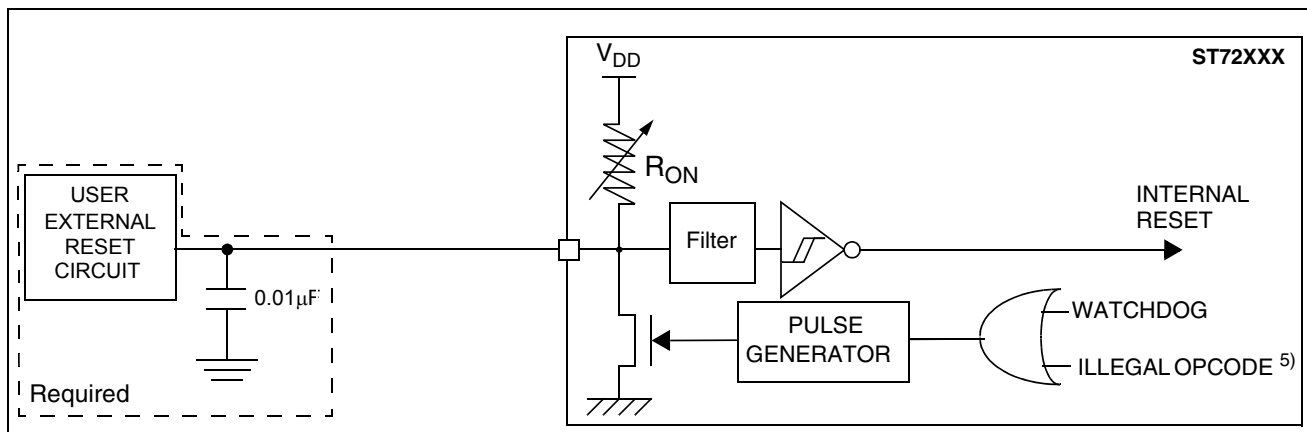 V_DD
ST72XXX
R_ON
USER
EXTERNAL
RESET
CIRCUIT
INTERNAL
RESET
Filter
0.01μF
WATCHDOG
PULSE
GENERATOR
ILLEGAL OPCODE 5)
Required